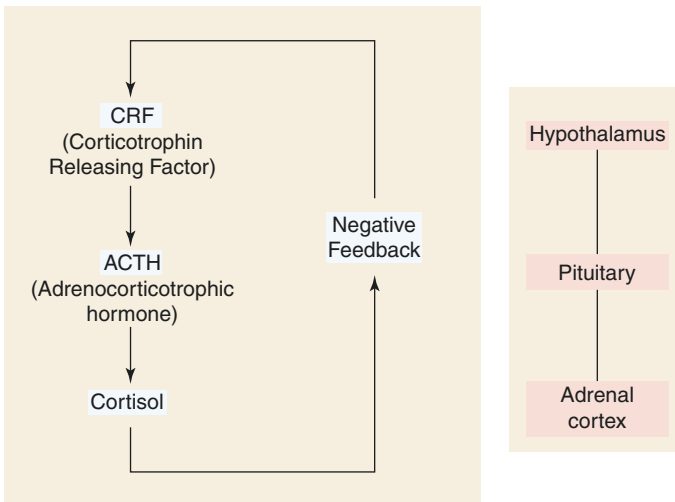 CRF
(Corticotrophin
Releasing Factor)
ACTH
(Adrenocorticotrophic
hormone)
Cortisol
Negative
Feedback
Hypothalamus
Pituitary
Adrenal
cortex